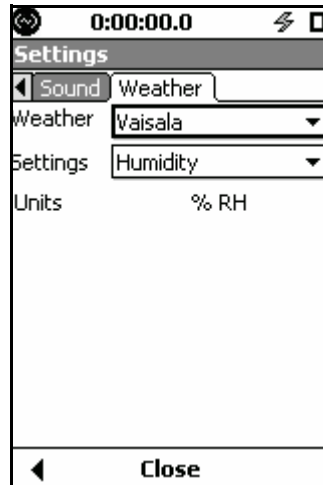 0:00:00.0
Settings
Sound Weather
Weather Vaisala
Settings Humidity
Units % RH
Close